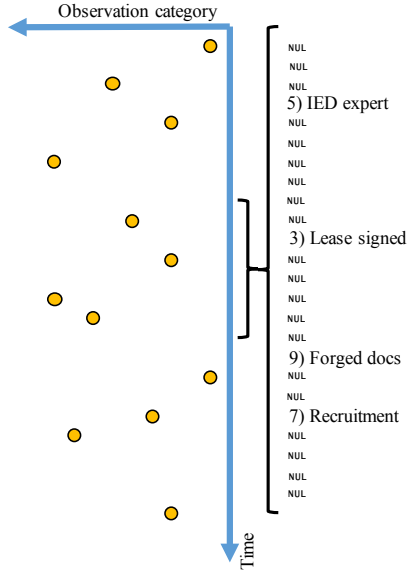 Observation category
NUL
NUL
NUL
5) IED expert
NUL
NUL
NUL
NUL
NUL
NUL
3) Lease signed
NUL
NUL
NUL
NUL
NUL
9) Forged docs
NUL
NUL
7) Recruitment
NUL
NUL
NUL
NUL
Time